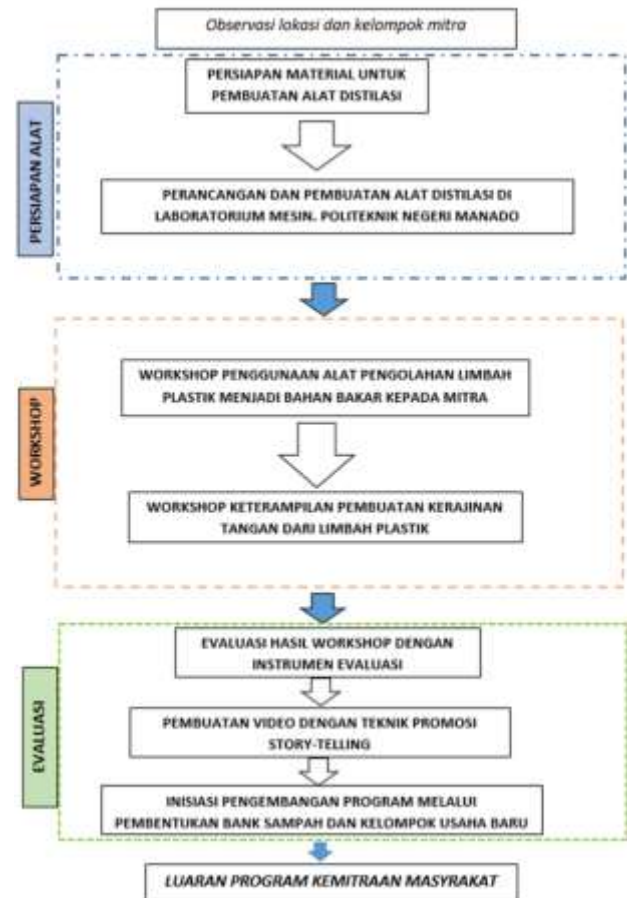 Observasi lokasi dan kelompok mitra
PERSIAPAN ALAT
PERSIAPAN MATERIAL UNTUK
PEMBUATAN ALAT DISTILASI
PERANCANGAN DAN PEMBUATAN ALAT DISTILASI DI
LABORATORIUM MESIN. POLITEKNIK NEGERI MANADO
WORKSHOP
WORKSHOP PENGGUNAAN ALAT PENGOLAHAN LIMBAH
PLASTIK MENJADI BAHAN BAKAR KEPADA MITRA
WORKSHOP KETERAMPILAN PEMBUATAN KERAJINAN
TANGAN DARI LIMBAH PLASTIK
EVALUASI
EVALUASI HASIL WORKSHOP DENGAN
INSTRUMEN EVALUASI
PEMBUATAN VIDEO DENGAN TEKNIK PROMOSI
STORY-TELLING
INISIASI PENGEMBANGAN PROGRAM MELALUI
PEMBENTUKAN BANK SAMPAH DAN KELOMPOK USAHA BARU
LUARAN PROGRAM KEMITRAAN MASYRAKAT